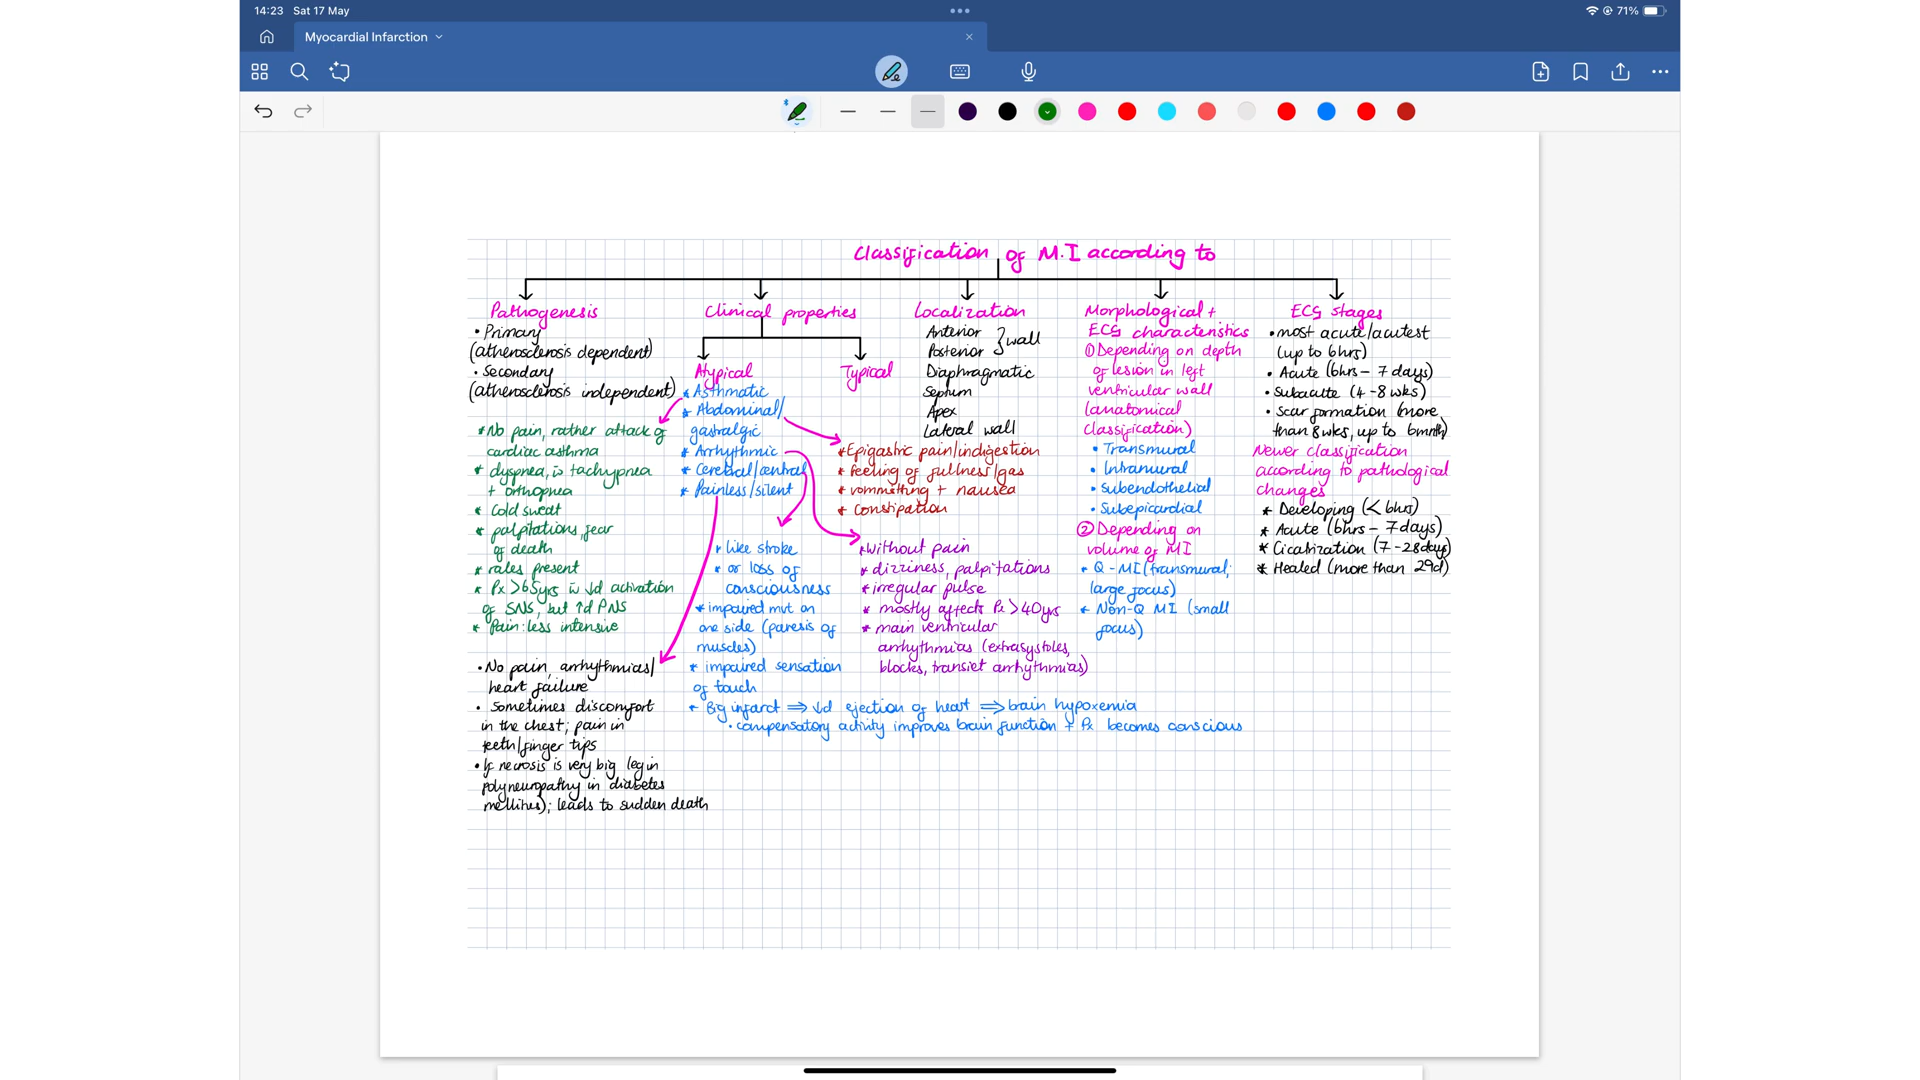 14:23 Sat 17 May
71%
Myocardial Infarction
Classification of M.I according to
Pathogenesis
• Primary
(atherosclerosis dependent)
• Secondary
(atherosclerosis independent)
Clinical properties
Atypical
* Asthmatic
* Abdominal/
gastralgic
* Arrhythmic
* Cerebral/central
* Painless/silent
Typical
Localization
Anterior
Posterior } wall
Diaphragmatic
Septum
Apex
Lateral wall
Morphological +
ECG characteristics
① Depending on depth
of lesion in left
ventricular wall
(anatomical
classification)
• Transmural
• Intramural
• Subendothelial
• Subepicardial
② Depending on
volume of MI
* Q-MI (transmural;
large focus)
* Non-Q MI (small
focus)
ECG stages
• most acute/acutest
(up to 6hrs)
• Acute (6hrs - 7 days)
• Subacute (4-8 wks)
• Scar formation (more
than 8wks, up to 6mnth)
Newer classification
according to pathological
changes
* Developing (< 6hrs)
* Acute (6hrs - 7days)
* Cicatrization (7-28days)
* Healed (more than 29d)
* No pain, rather attack of
cardiac asthma
* dyspnea, c̄ tachypnea
+ orthopnea
* Cold sweat
* palpitations, fear
of death
* rales present
* Px >65yrs c̄ ↓d activation
of SNS, but ↑d PNS
* Pain: less intensive
* Epigastric pain/indigestion
* feeling of fullness/gas
* vommitting + nausea
* Constipation
* like stroke
* or loss of
consciousness
* impaired mvt on
one side (paresis of
muscles)
* impaired sensation
of touch
* Big infarct ⇒ ↓d ejection of heart ⇒ brain hypoxemia
• compensatory activity improves brain function + Px becomes conscious
* without pain
* dizziness, palpitations
* irregular pulse
* mostly affects Px >40yrs
* main ventricular
arrhythmias (extrasystoles,
blocks, transiet arrhythmias)
• No pain, arrhythmias/
heart failure
• Sometimes discomfort
in the chest; pain in
teeth/finger tips
• If necrosis is very big (eg in
polyneuropathy in diabetes
mellitus); leads to sudden death